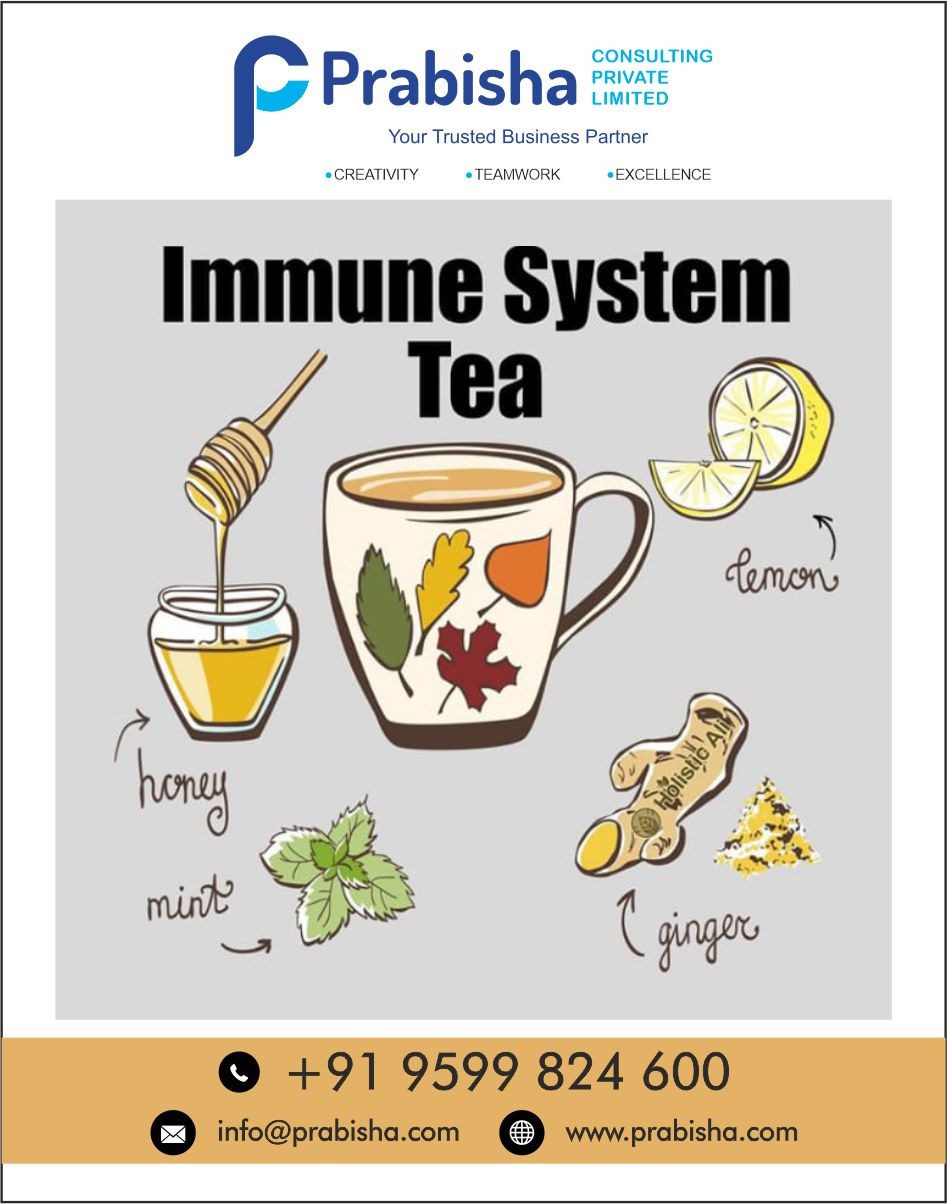 Prabisha
CONSULTING
PRIVATE
LIMITED
Your Trusted Business Partner
•CREATIVITY •TEAMWORK •EXCELLENCE
Immune System
Tea
lemon
honey
Holistic Ali
mint
ginger
+91 9599 824 600
info@prabisha.com www.prabisha.com